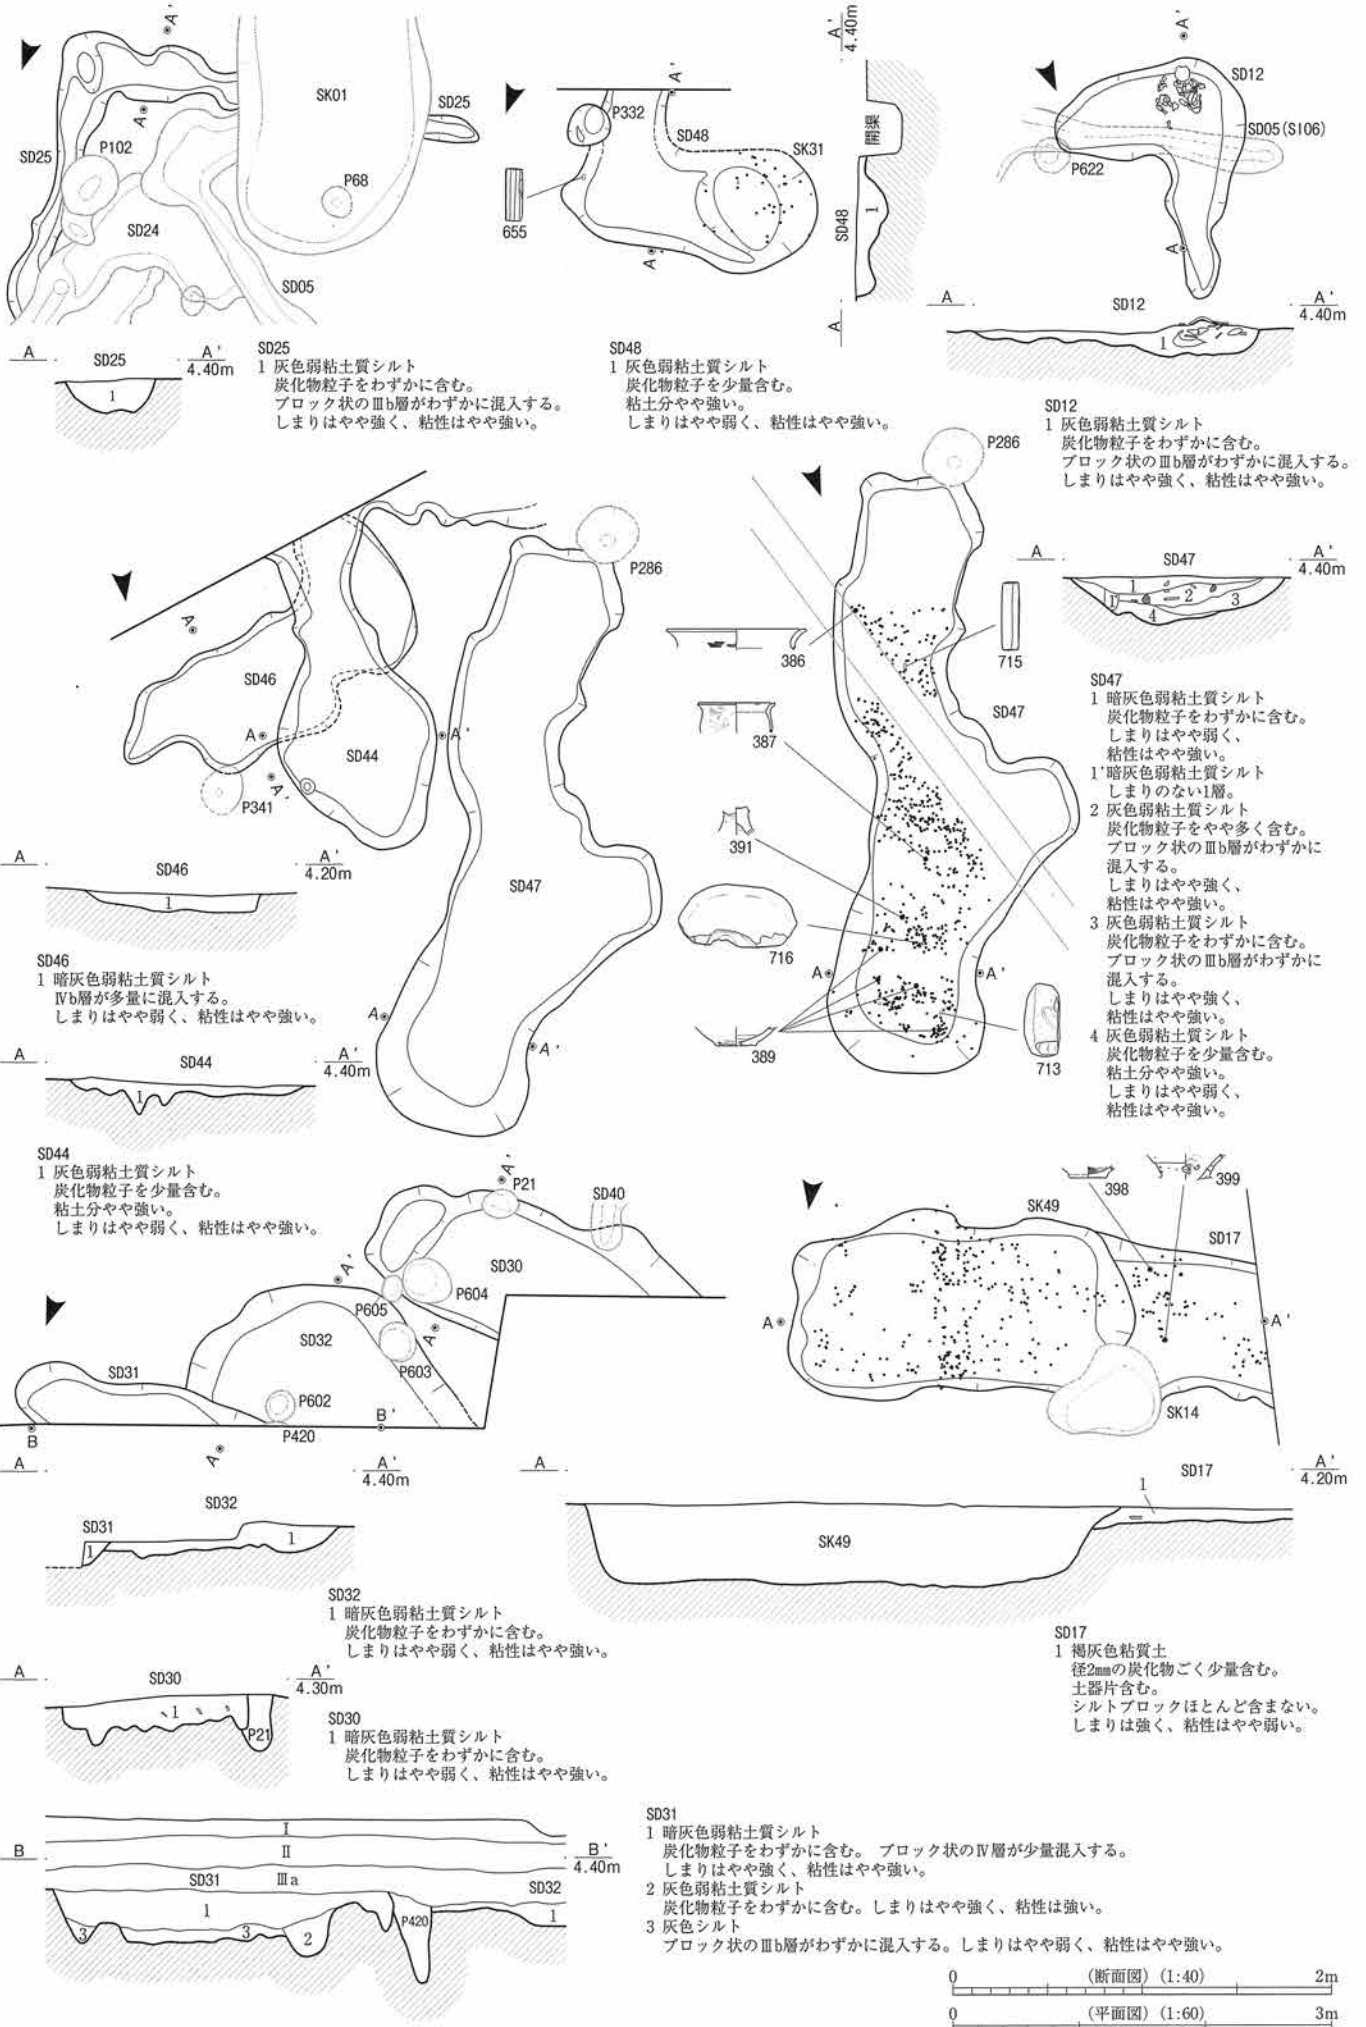 A'
SK01
SD25
SD25
A
P102
P68
SD24
SD05
A
SD25
A'
4.40m
1
SD25
1 灰色弱粘土質シルト
炭化物粒子をわずかに含む。
ブロック状のⅢb層がわずかに混入する。
しまりはやや強く、粘性はやや強い。
A'
P332
SD48
SK31
655
A
A'
4.40m
開渠
SD48
1
A
SD48
1 灰色弱粘土質シルト
炭化物粒子を少量含む。
粘土分やや強い。
しまりはやや弱く、粘性はやや強い。
A'
SD12
SD05(SI06)
P622
A
A
SD12
A'
4.40m
1
SD12
1 灰色弱粘土質シルト
炭化物粒子をわずかに含む。
ブロック状のⅢb層がわずかに混入する。
しまりはやや強く、粘性はやや強い。
P286
A
SD46
A
A'
SD44
A'
P341
SD47
A
A'
A
SD46
A'
4.20m
1
SD46
1 暗灰色弱粘土質シルト
Ⅳb層が多量に混入する。
しまりはやや弱く、粘性はやや強い。
A
SD44
A'
4.40m
1
SD44
1 灰色弱粘土質シルト
炭化物粒子を少量含む。
粘土分やや強い。
しまりはやや弱く、粘性はやや強い。
P286
386
715
SD47
387
391
716
A
A'
389
713
A
SD47
A'
4.40m
1
1'
2
3
4
SD47
1 暗灰色弱粘土質シルト
炭化物粒子をわずかに含む。
しまりはやや弱く、
粘性はやや強い。
1'暗灰色弱粘土質シルト
しまりのない1層。
2 灰色弱粘土質シルト
炭化物粒子をやや多く含む。
ブロック状のⅢb層がわずかに
混入する。
しまりはやや強く、
粘性はやや強い。
3 灰色弱粘土質シルト
炭化物粒子をわずかに含む。
ブロック状のⅢb層がわずかに
混入する。
しまりはやや強く、
粘性はやや強い。
4 灰色弱粘土質シルト
炭化物粒子を少量含む。
粘土分やや強い。
しまりはやや弱く、
粘性はやや強い。
A'
P21
SD40
SD30
A'
P605
P604
A
SD32
P603
SD31
P602
B
P420
B'
A
398
399
SK49
SD17
A
A'
SK14
A
A'
4.40m
SD32
SD31
1
1
SD32
1 暗灰色弱粘土質シルト
炭化物粒子をわずかに含む。
しまりはやや弱く、粘性はやや強い。
A
SD17
A'
4.20m
1
SK49
SD17
1 褐灰色粘質土
径2㎜の炭化物ごく少量含む。
土器片含む。
シルトブロックほとんど含まない。
しまりは強く、粘性はやや弱い。
A
SD30
A'
4.30m
1
P21
SD30
1 暗灰色弱粘土質シルト
炭化物粒子をわずかに含む。
しまりはやや弱く、粘性はやや強い。
Ⅰ
B
Ⅱ
B'
4.40m
SD31
Ⅲa
SD32
1
P420
1
3
3
2
SD31
1 暗灰色弱粘土質シルト
炭化物粒子をわずかに含む。 ブロック状のⅣ層が少量混入する。
しまりはやや強く、粘性はやや強い。
2 灰色弱粘土質シルト
炭化物粒子をわずかに含む。しまりはやや強く、粘性は強い。
3 灰色シルト
ブロック状のⅢb層がわずかに混入する。しまりはやや弱く、粘性はやや強い。
0 (断面図) (1:40) 2m
0 (平面図) (1:60) 3m